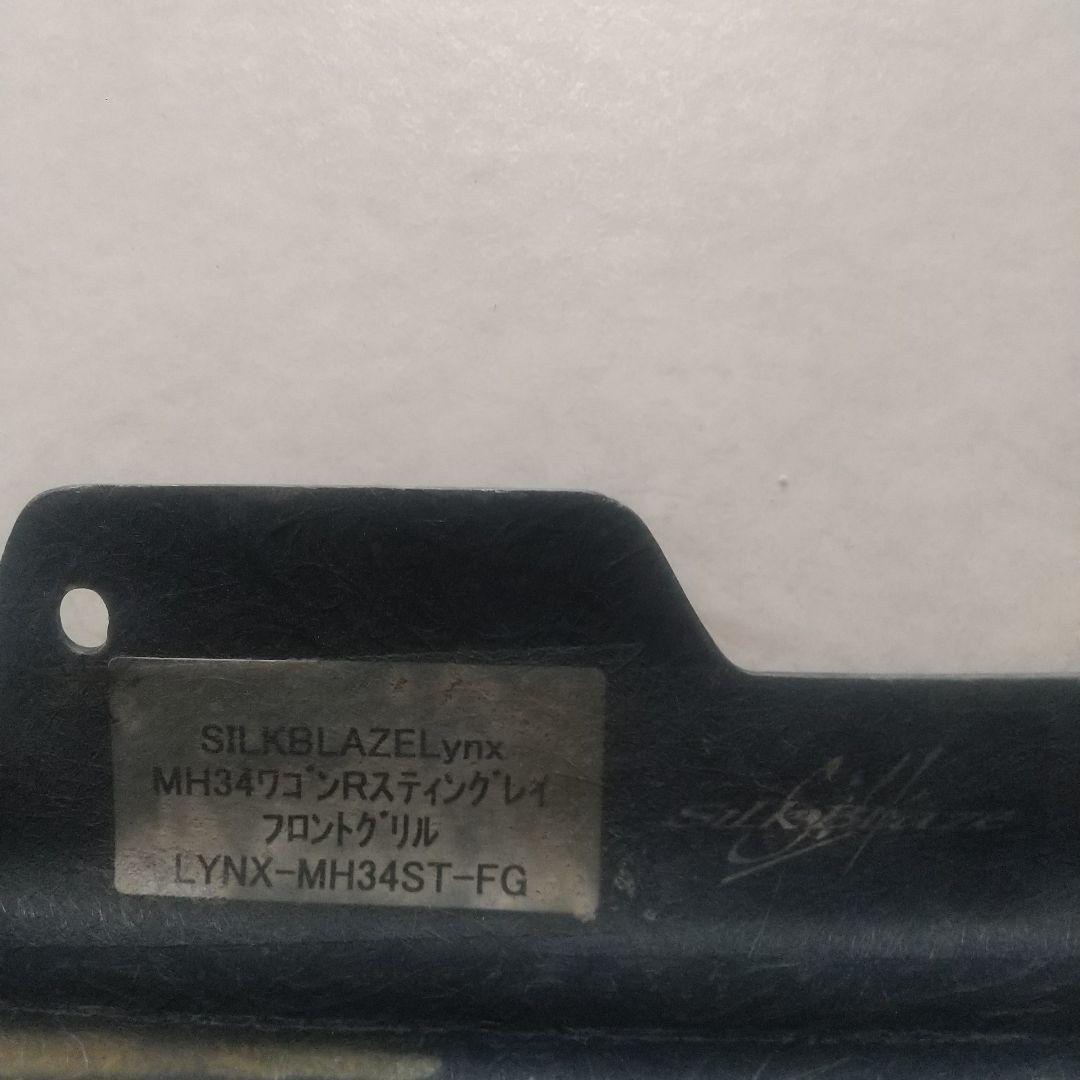 SILKBLAZELynx
MH34ﾜｺﾞﾝRｽﾃｨﾝｸﾞﾚｲ
ﾌﾛﾝﾄｸﾞﾘﾙ
LYNX-MH34ST-FG